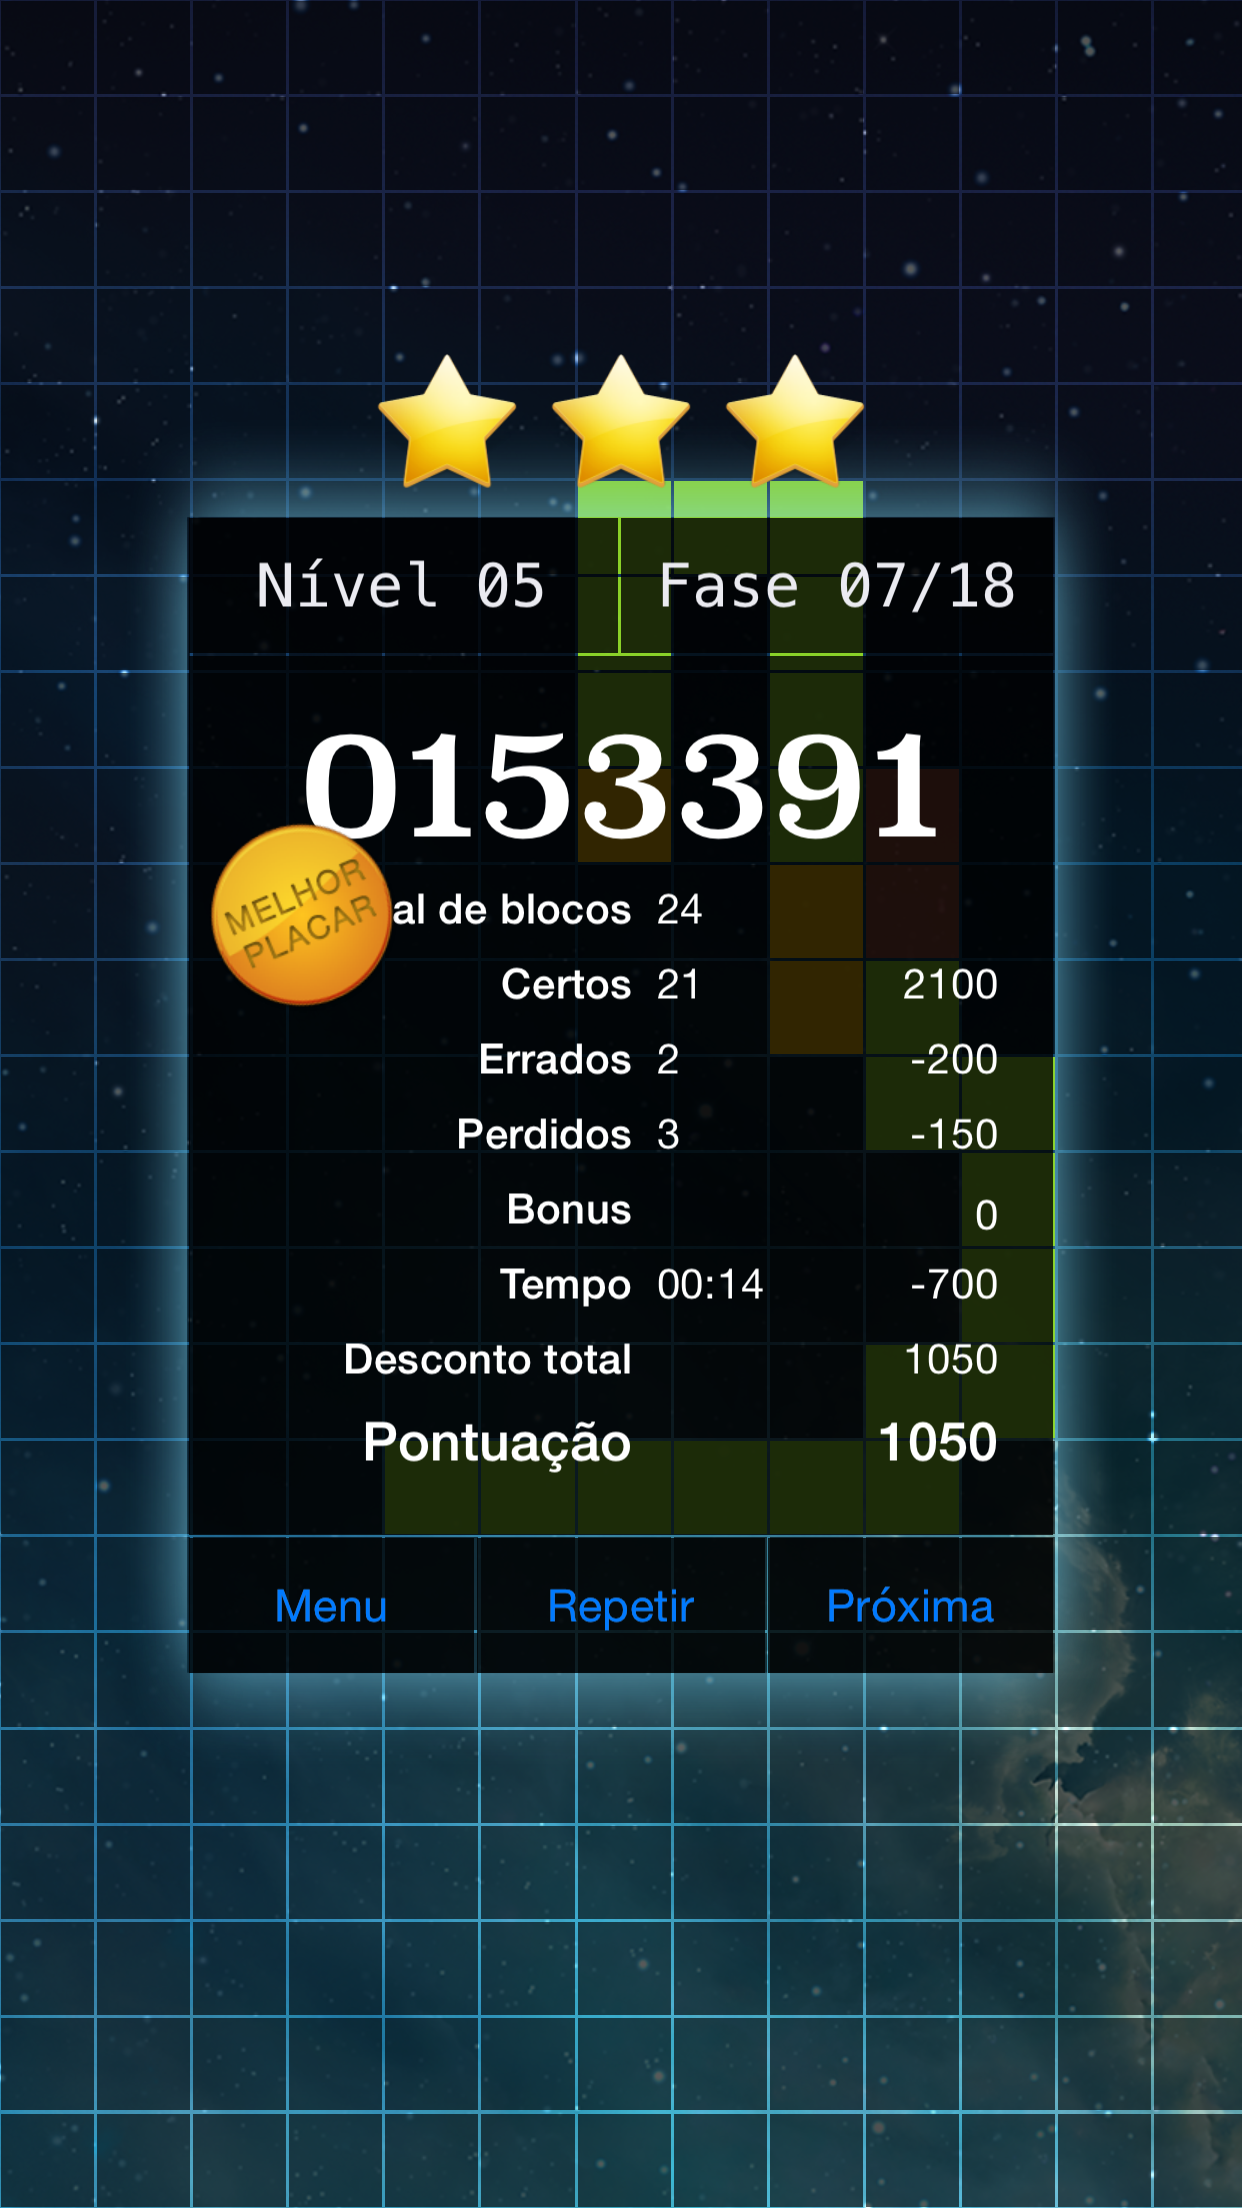 Nível 05 Fase 07/18
0153391
MELHOR
PLACAR
al de blocos 24
Certos 21 2100
Errados 2 -200
Perdidos 3 -150
Bonus 0
Tempo 00:14 -700
Desconto total 1050
Pontuação 1050
Menu Repetir Próxima